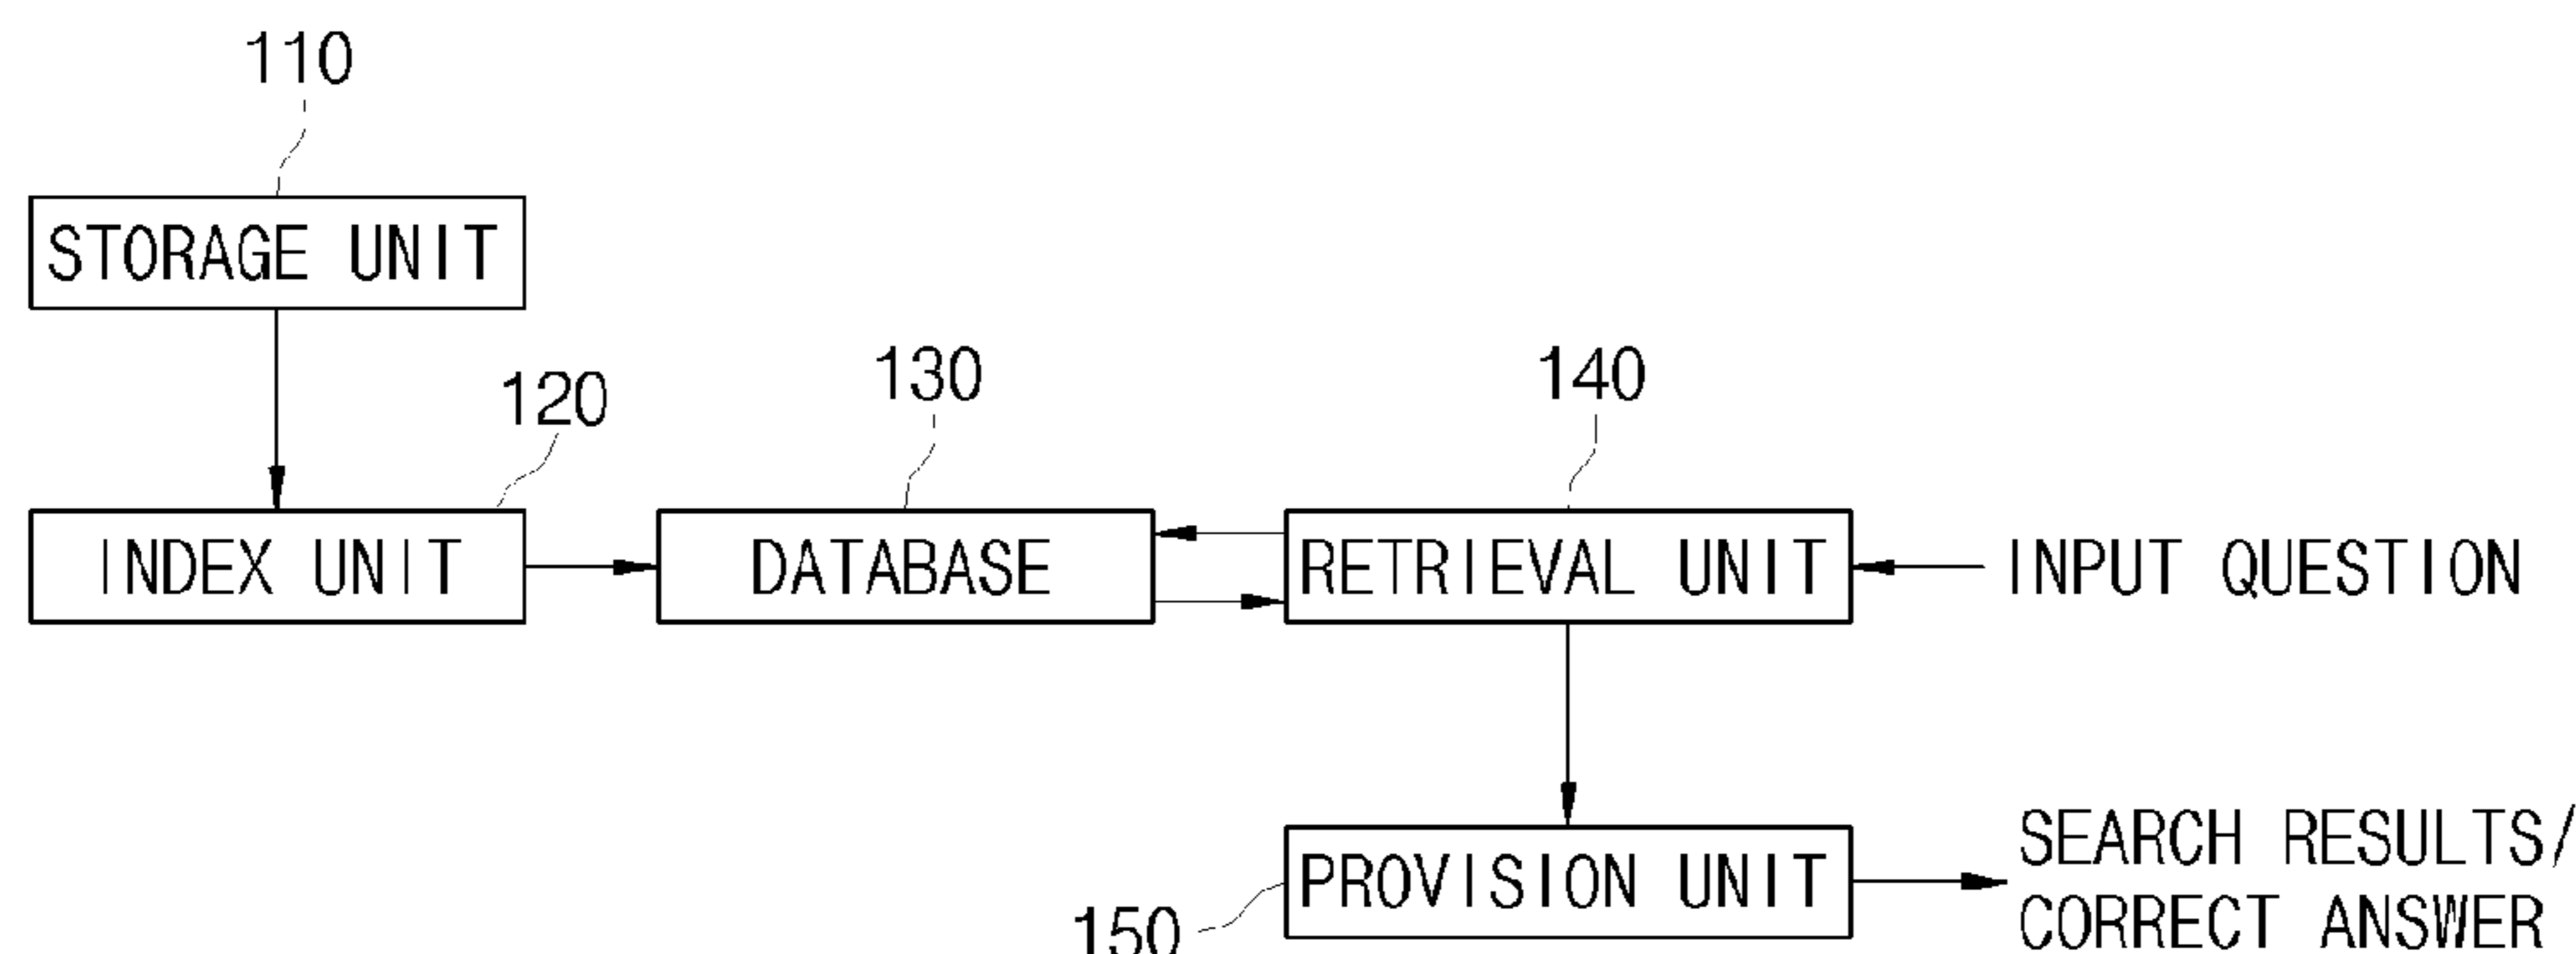 110
STORAGE UNIT
120
130
140
INDEX UNIT
DATABASE
RETRIEVAL UNIT
INPUT QUESTION
PROVISION UNIT
150
SEARCH RESULTS/
CORRECT ANSWER